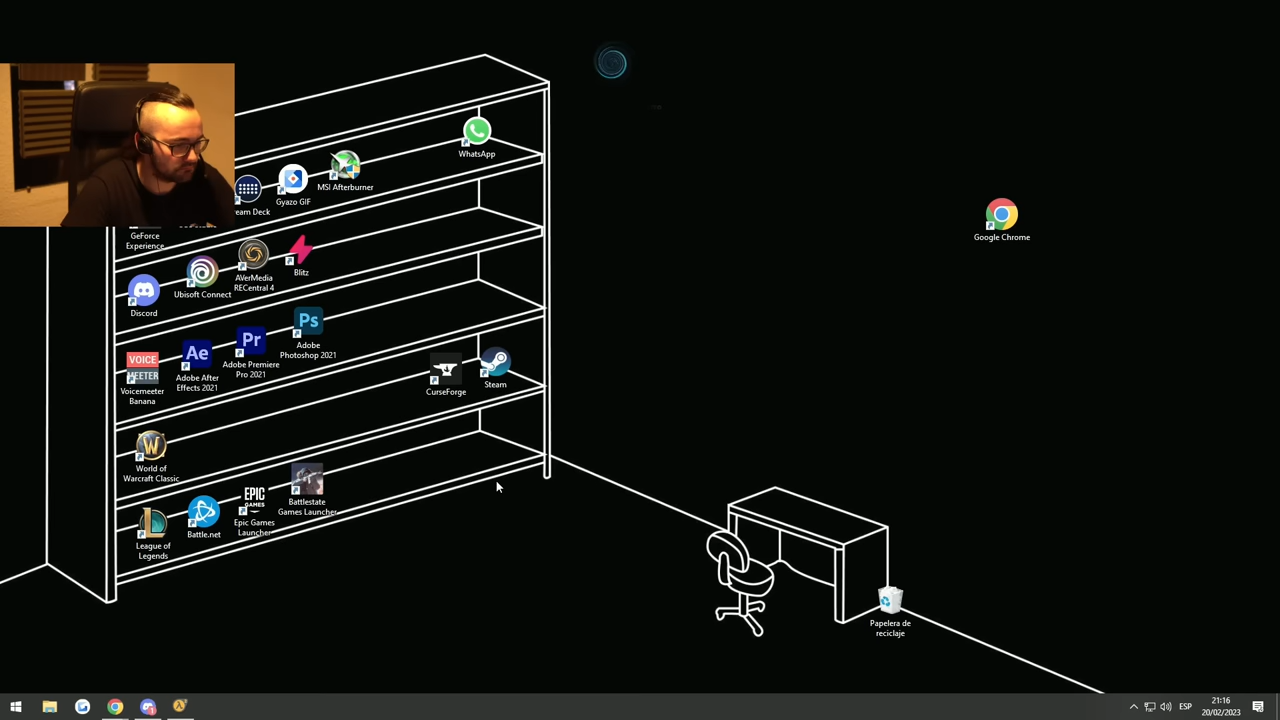 WhatsApp
MSI Afterburner
Gyazo GIF
eam Deck
GeForce
Experience
Google Chrome
Blitz
AVerMedia
RECentral 4
Ubisoft Connect
Discord
Ps
Adobe
Photoshop 2021
Pr
Adobe Premiere
Pro 2021
Ae
Adobe After
Effects 2021
VOICE
MEETER
Voicemeeter
Banana
CurseForge
Steam
W
World of
Warcraft Classic
Battlestate
Games Launcher
EPIC
GAMES
Epic Games
Launcher
Battle.net
L
League of
Legends
Papelera de
reciclaje
ESP
21:16
20/02/2023